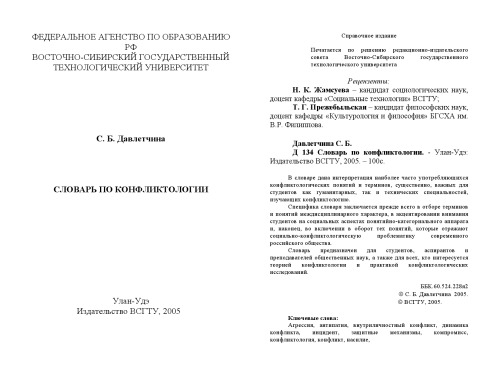 ФЕДЕРАЛЬНОЕ АГЕНСТВО ПО ОБРАЗОВАНИЮ
РФ
ВОСТОЧНО-СИБИРСКИЙ ГОСУДАРСТВЕННЫЙ
ТЕХНОЛОГИЧЕСКИЙ УНИВЕРСИТЕТ
С. Б. Давлетчина
СЛОВАРЬ ПО КОНФЛИКТОЛОГИИ
Улан-Удэ
Издательство ВСГТУ, 2005
Справочное издание
Печатается по решению редакционно-издательского
совета Восточно-Сибирского государственного
технологического университета
Рецензенты:
Н. К. Жамсуева – кандидат социологических наук,
доцент кафедры «Социальные технологии» ВСГТУ;
Т. Г. Пржебыльская – кандидат философских наук,
доцент кафедры «Культурология и философия» БГСХА им.
В.Р. Филиппова.
Давлетчина С. Б.
Д 134 Словарь по конфликтологии. - Улан-Удэ:
Издательство ВСГТУ, 2005. – 100с.
В словаре дана интерпретация наиболее часто употребляющихся
конфликтологических понятий и терминов, существенно, важных для
студентов как гуманитарных, так и технических специальностей,
изучающих конфликтологию.
Специфика словаря заключается прежде всего в отборе терминов
и понятий междисциплинарного характера, в акцентировании внимания
студентов на социальных аспектах понятийно-категориального аппарата
и, наконец, во включении в оборот тех понятий, которые отражают
социально-конфликтологическую проблематику современного
российского общества.
Словарь предназначен для студентов, аспирантов и
преподавателей общественных наук, а также для всех, кто интересуется
теорией конфликтологии и практикой конфликтологических
исследований.
ББК 60.524.228я2
© С. Б. Давлетчина 2005.
© ВСГТУ, 2005.
Ключевые слова:
Агрессия, антипатия, внутриличностный конфликт, динамика
конфликта, инцидент, защитные механизмы, компромисс,
конфликтология, конфликт, насилие,